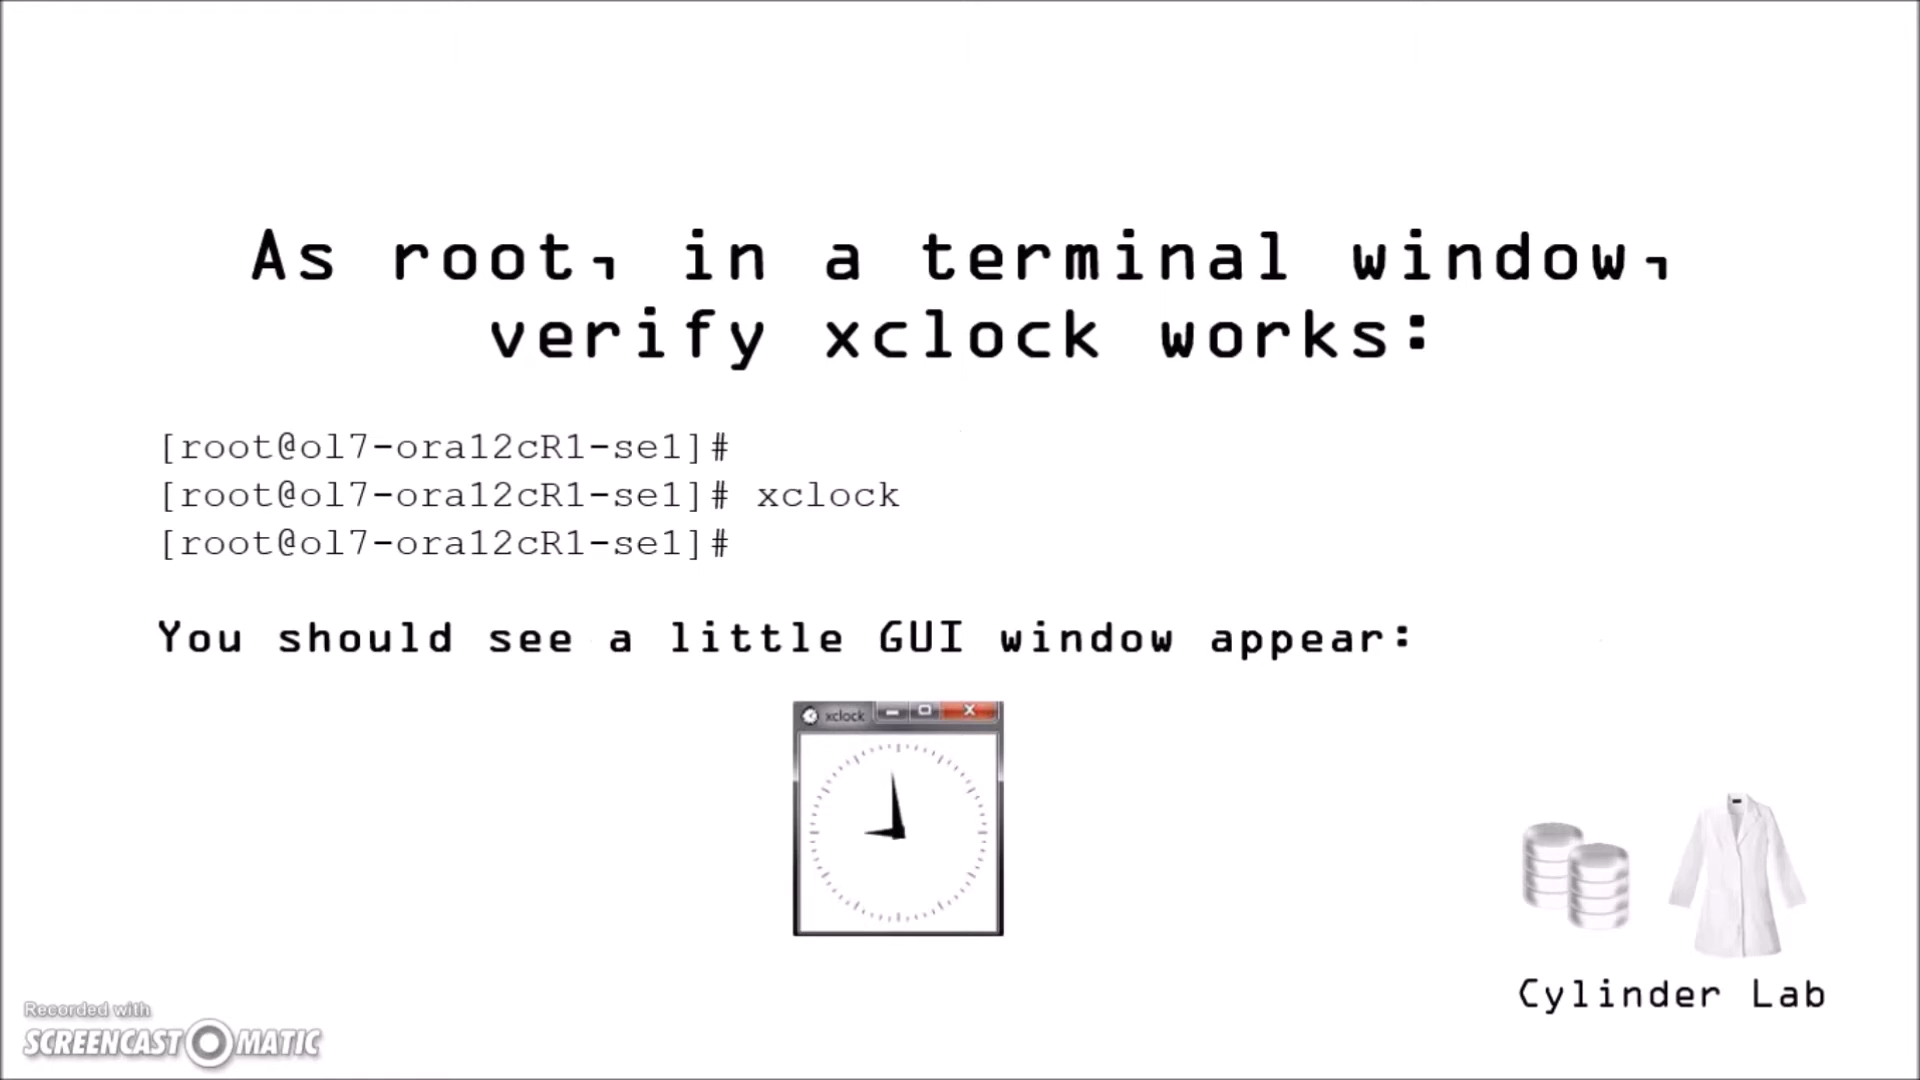 As root, in a terminal window,
verify xclock works:
[root@ol7-ora12cR1-se1]#
[root@ol7-ora12cR1-se1]# xclock
[root@ol7-ora12cR1-se1]#
You should see a little GUI window appear:
xclock
Cylinder Lab
Recorded with
SCREENCAST MATIC